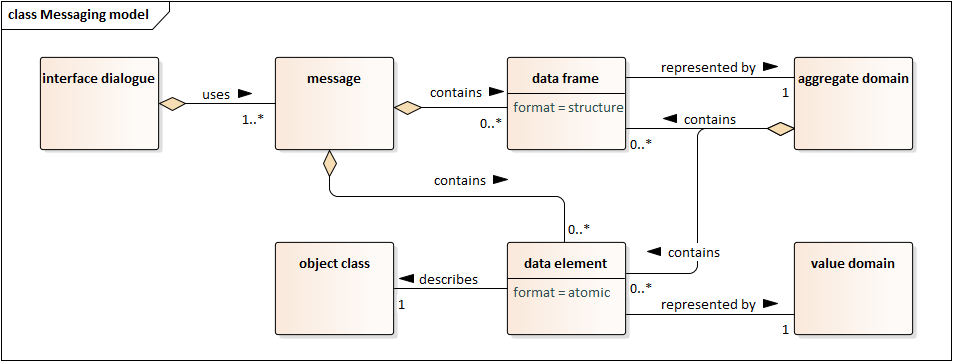 class Messaging model
interface dialogue
uses
1..*
message
contains
0..*
data frame
format = structure
represented by
1
aggregate domain
contains
0..*
contains
0..*
object class
describes
1
data element
format = atomic
contains
0..*
represented by
1
value domain